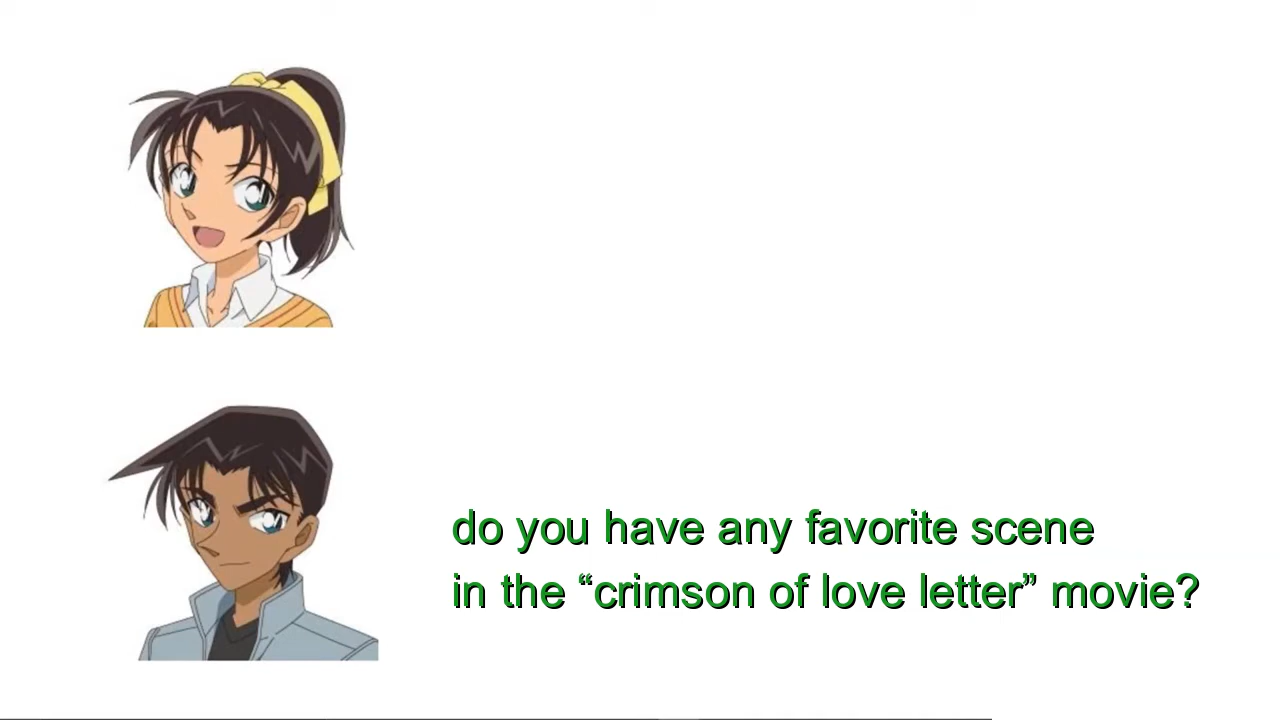 do you have any favorite scene
in the “crimson of love letter” movie?